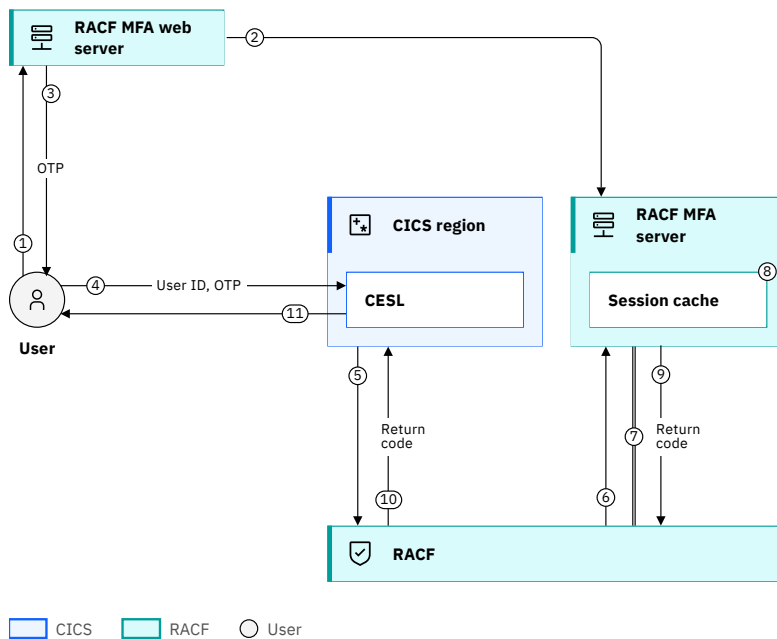 RACF MFA web
server
2
3
OTP
1
CICS region
RACF MFA
server
4
User ID, OTP
CESL
Session cache
8
11
User
5
9
Return
code
7
Return
code
10
6
RACF
CICS
RACF
User